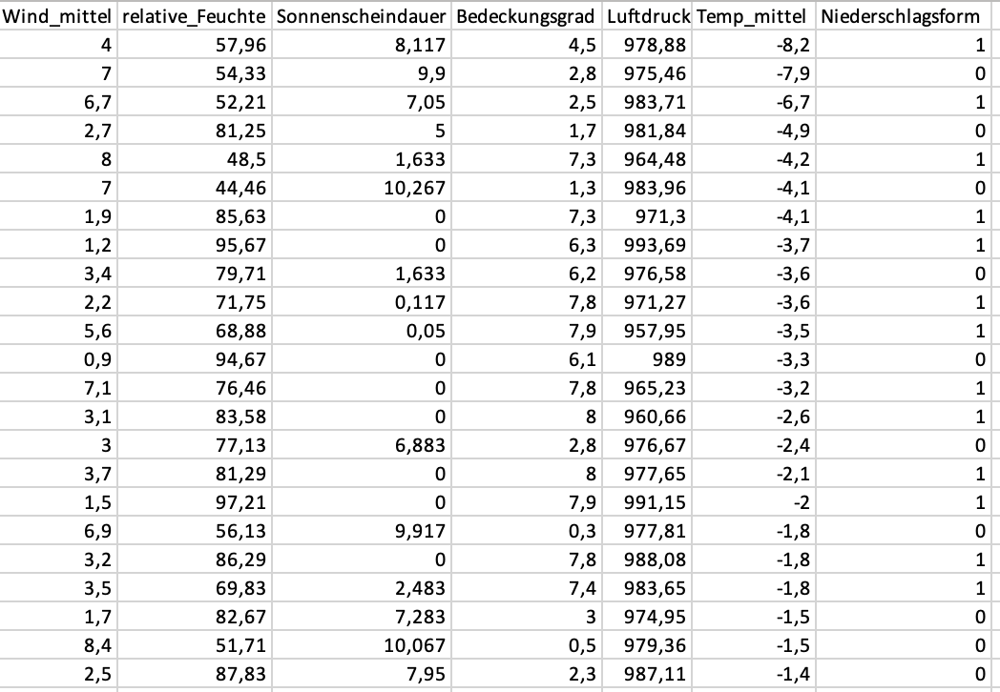 Wind_mittel relative_Feuchte Sonnenscheindauer Bedeckungsgrad Luftdruck Temp_mittel Niederschlagsform
4 57,96 8,117 4,5 978,88 -8,2 1
7 54,33 9,9 2,8 975,46 -7,9 0
6,7 52,21 7,05 2,5 983,71 -6,7 1
2,7 81,25 5 1,7 981,84 -4,9 0
8 48,5 1,633 7,3 964,48 -4,2 1
7 44,46 10,267 1,3 983,96 -4,1 0
1,9 85,63 0 7,3 971,3 -4,1 1
1,2 95,67 0 6,3 993,69 -3,7 1
3,4 79,71 1,633 6,2 976,58 -3,6 0
2,2 71,75 0,117 7,8 971,27 -3,6 1
5,6 68,88 0,05 7,9 957,95 -3,5 1
0,9 94,67 0 6,1 989 -3,3 0
7,1 76,46 0 7,8 965,23 -3,2 1
3,1 83,58 0 8 960,66 -2,6 1
3 77,13 6,883 2,8 976,67 -2,4 0
3,7 81,29 0 8 977,65 -2,1 1
1,5 97,21 0 7,9 991,15 -2 1
6,9 56,13 9,917 0,3 977,81 -1,8 0
3,2 86,29 0 7,8 988,08 -1,8 1
3,5 69,83 2,483 7,4 983,65 -1,8 1
1,7 82,67 7,283 3 974,95 -1,5 0
8,4 51,71 10,067 0,5 979,36 -1,5 0
2,5 87,83 7,95 2,3 987,11 -1,4 0